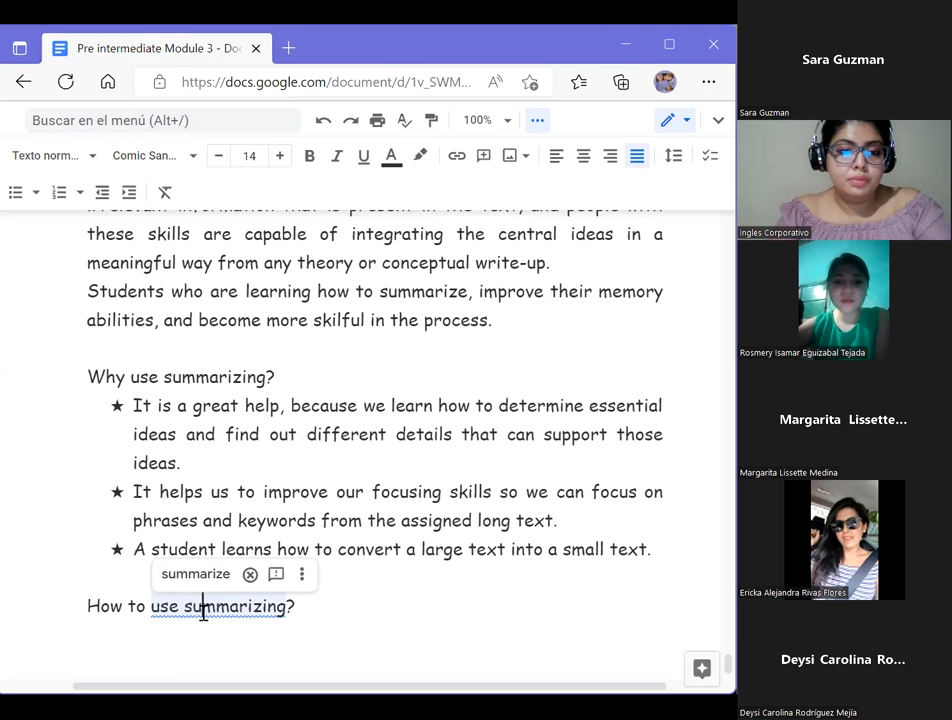 Pre intermediate Module 3 - Doc
https://docs.google.com/document/d/1v_SWM...
Buscar en el menú (Alt+/)
100%
Texto norm...
Comic San...
14
these skills are capable of integrating the central ideas in a
meaningful way from any theory or conceptual write-up.
Students who are learning how to summarize, improve their memory
abilities, and become more skilful in the process.
Why use summarizing?
★ It is a great help, because we learn how to determine essential
ideas and find out different details that can support those
ideas.
★ It helps us to improve our focusing skills so we can focus on
phrases and keywords from the assigned long text.
★ A student learns how to convert a large text into a small text.
summarize
How to use summarizing?
Sara Guzman
Sara Guzman
Ingles Corporativo
Rosmery Isamar Eguizabal Tejada
Margarita Lissette...
Margarita Lissette Medina
Ericka Alejandra Rivas Flores
Deysi Carolina Ro...
Deysi Carolina Rodríguez Mejía